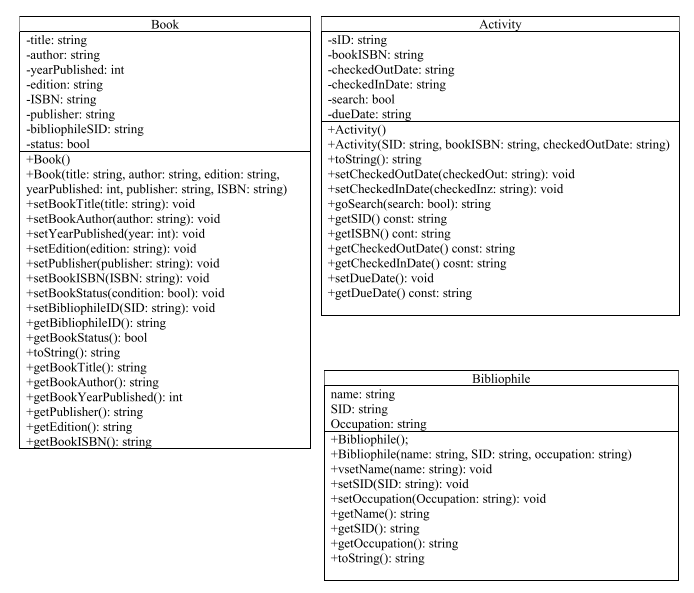 Book
-title: string
-author: string
-yearPublished: int
-edition: string
-ISBN: string
-publisher: string
-bibliophileSID: string
-status: bool
+Book()
+Book(title: string, author: string, edition: string,
yearPublished: int, publisher: string, ISBN: string)
+setBookTitle(title: string): void
+setBookAuthor(author: string): void
+setYearPublished(year: int): void
+setEdition(edition: string): void
+setPublisher(publisher: string): void
+setBookISBN(ISBN: string): void
+setBookStatus(condition: bool): void
+setBibliophileID(SID: string): void
+getBibliophileID(): string
+getBookStatus(): bool
+toString(): string
+getBookTitle(): string
+getBookAuthor(): string
+getBookYearPublished(): int
+getPublisher(): string
+getEdition(): string
+getBookISBN(): string
Activity
-sID: string
-bookISBN: string
-checkedOutDate: string
-checkedInDate: string
-search: bool
-dueDate: string
+Activity()
+Activity(SID: string, bookISBN: string, checkedOutDate: string)
+toString(): string
+setCheckedOutDate(checkedOut: string): void
+setCheckedInDate(checkedInz: string): void
+goSearch(search: bool): string
+getSID() const: string
+getISBN() cont: string
+getCheckedOutDate() const: string
+getCheckedInDate() cosnt: string
+setDueDate(): void
+getDueDate() const: string
Bibliophile
name: string
SID: string
Occupation: string
+Bibliophile();
+Bibliophile(name: string, SID: string, occupation: string)
+vsetName(name: string): void
+setSID(SID: string): void
+setOccupation(Occupation: string): void
+getName(): string
+getSID(): string
+getOccupation(): string
+toString(): string